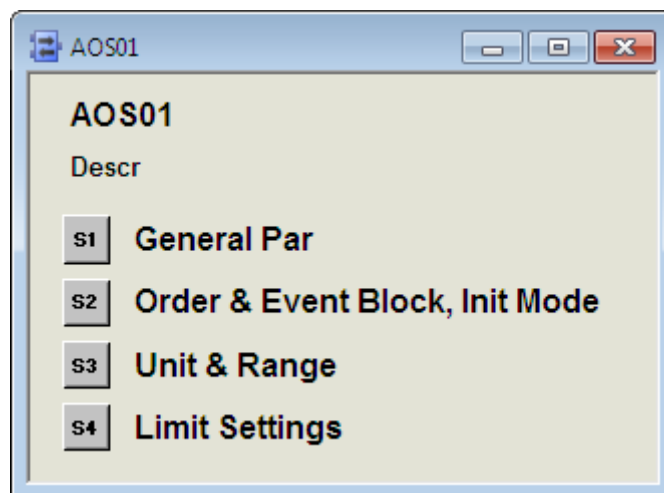 AOS01
AOS01
Descr
S1 General Par
S2 Order & Event Block, Init Mode
S3 Unit & Range
S4 Limit Settings